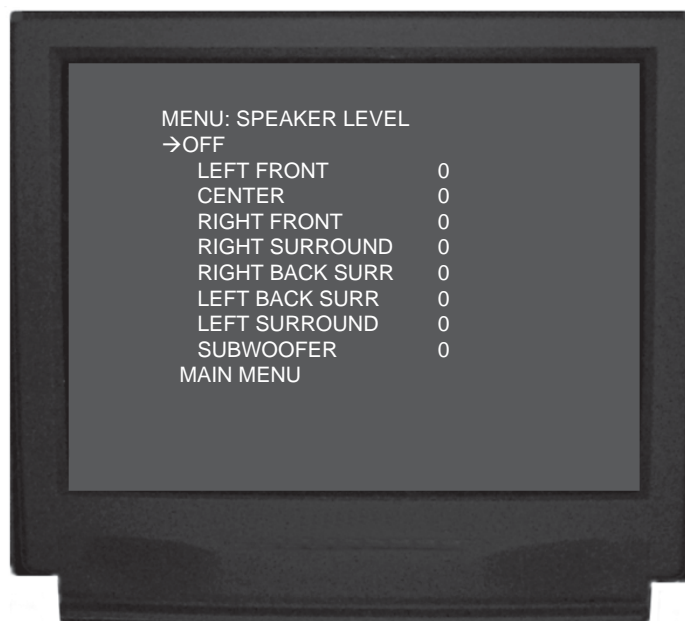 MENU: SPEAKER LEVEL
→OFF
LEFT FRONT 0
CENTER 0
RIGHT FRONT 0
RIGHT SURROUND 0
RIGHT BACK SURR 0
LEFT BACK SURR 0
LEFT SURROUND 0
SUBWOOFER 0
MAIN MENU